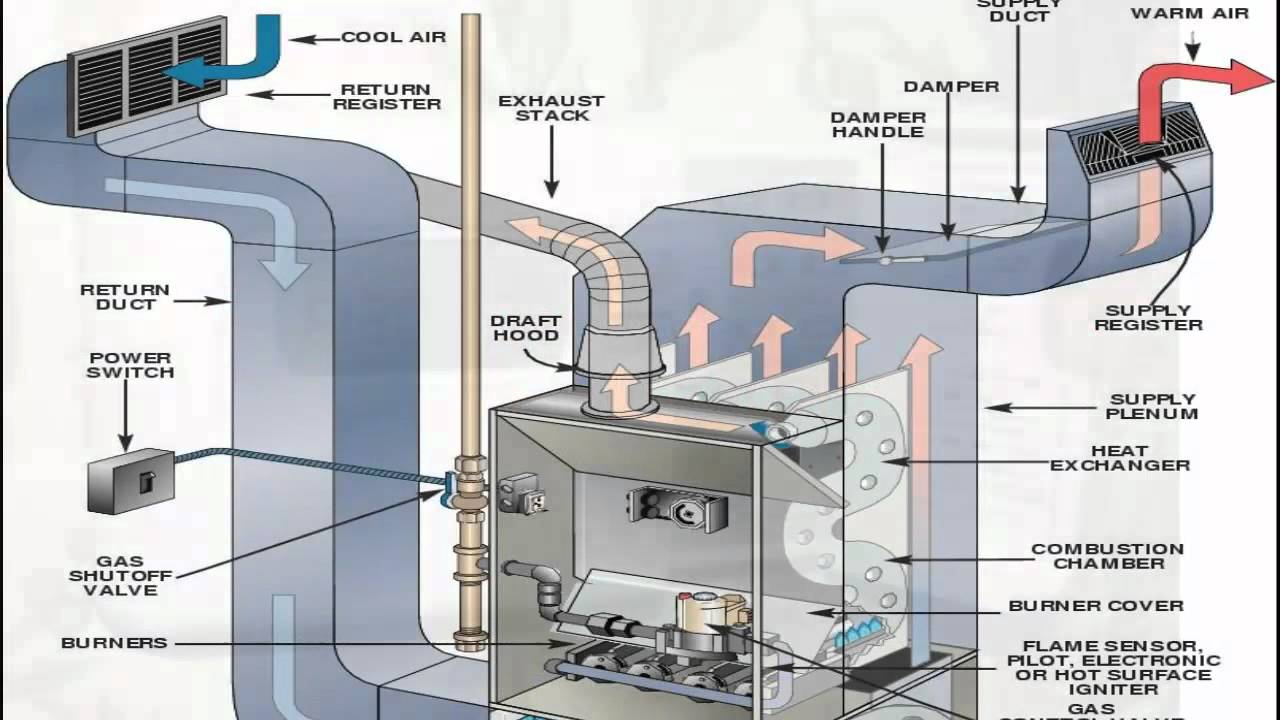 SUPPLY
DUCT
WARM AIR
COOL AIR
RETURN
REGISTER
EXHAUST
STACK
DAMPER
DAMPER
HANDLE
RETURN
DUCT
DRAFT
HOOD
SUPPLY
REGISTER
POWER
SWITCH
SUPPLY
PLENUM
HEAT
EXCHANGER
GAS
SHUTOFF
VALVE
COMBUSTION
CHAMBER
BURNER COVER
BURNERS
FLAME SENSOR,
PILOT, ELECTRONIC
OR HOT SURFACE
IGNITER
GAS
CONTROL VALVE